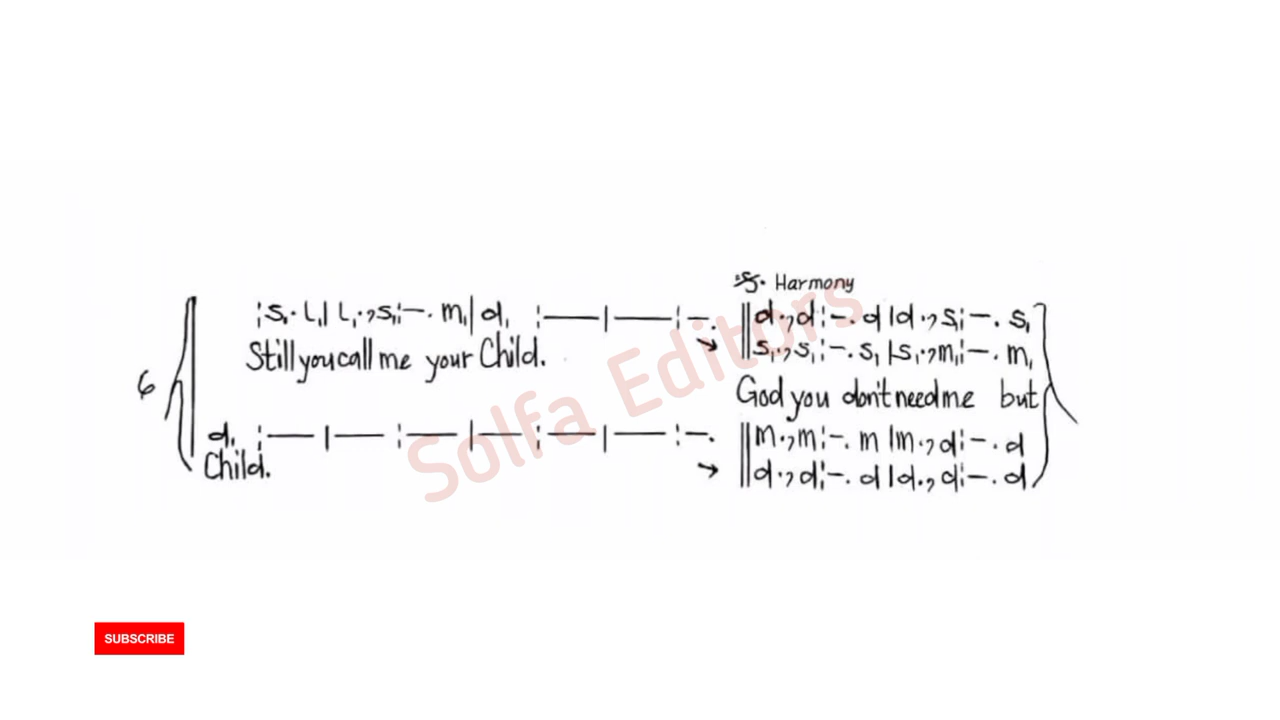 𝄋. Harmony
:s₁. l₁| l₁.,s₁:–. m₁| d₁ :—|—:–. ||d.,d:–. d|d.,s₁:–. s₁
→ ||s₁.,s₁:–. s₁|s₁.,m₁:–. m₁
Still you call me your Child.
God you don't need me but
6
d₁ :—|—:—|—:—|—:–. ||m.,m:–. m|m.,d:–. d
Child.
→ ||d.,d:–. d|d.,d:–. d
Solfa Editors
SUBSCRIBE